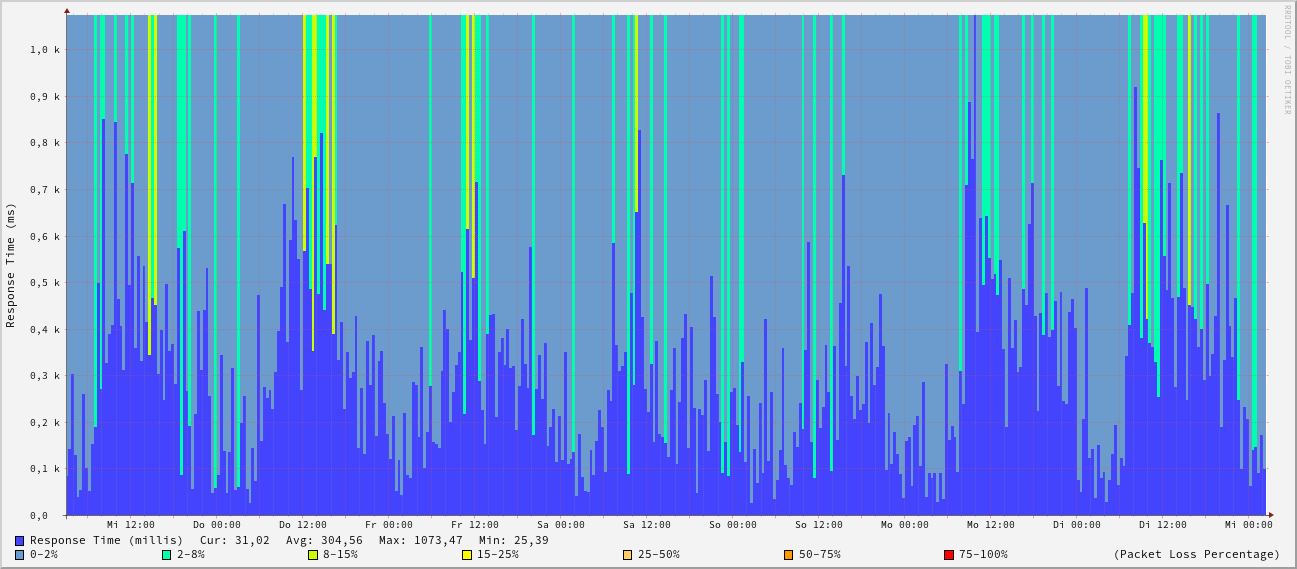 RRDTOOL / TOBI OETIKER
Response Time (ms)
1,0 k
0,9 k
0,8 k
0,7 k
0,6 k
0,5 k
0,4 k
0,3 k
0,2 k
0,1 k
0,0
Mi 12:00 Do 00:00 Do 12:00 Fr 00:00 Fr 12:00 Sa 00:00 Sa 12:00 So 00:00 So 12:00 Mo 00:00 Mo 12:00 Di 00:00 Di 12:00 Mi 00:00
Response Time (millis) Cur: 31,02 Avg: 304,56 Max: 1073,47 Min: 25,39
0-2% 2-8% 8-15% 15-25% 25-50% 50-75% 75-100% (Packet Loss Percentage)